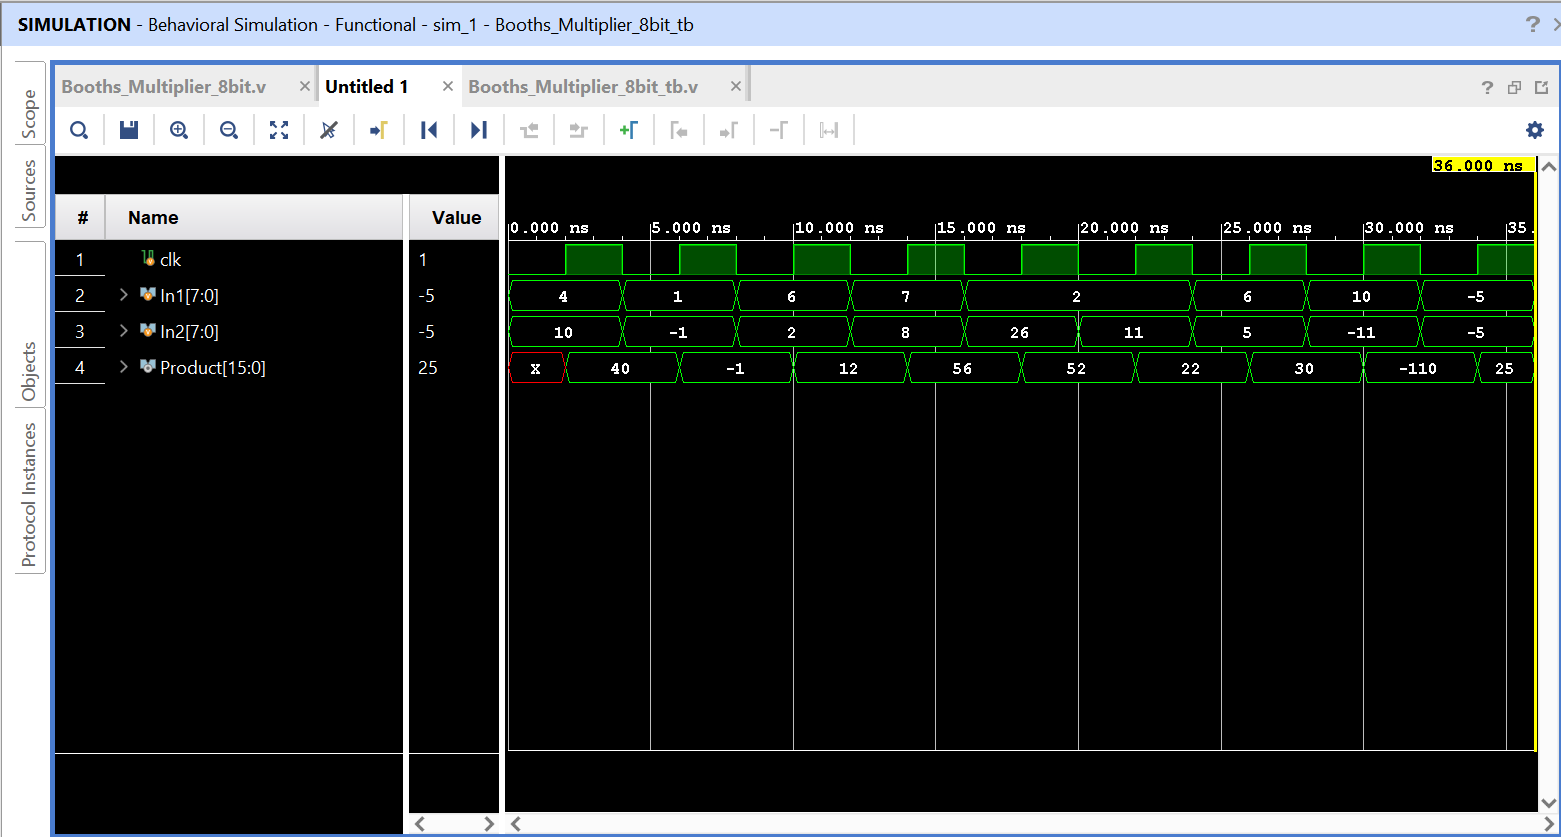 SIMULATION - Behavioral Simulation - Functional - sim_1 - Booths_Multiplier_8bit_tb
Scope
Sources
Objects
Protocol Instances
Booths_Multiplier_8bit.v
Untitled 1
Booths_Multiplier_8bit_tb.v
36.000 ns
# Name Value
0.000 ns 5.000 ns 10.000 ns 15.000 ns 20.000 ns 25.000 ns 30.000 ns 35.
1 clk 1
2 In1[7:0] -5 4 1 6 7 2 6 10 -5
3 In2[7:0] -5 10 -1 2 8 26 11 5 -11 -5
4 Product[15:0] 25 X 40 -1 12 56 52 22 30 -110 25